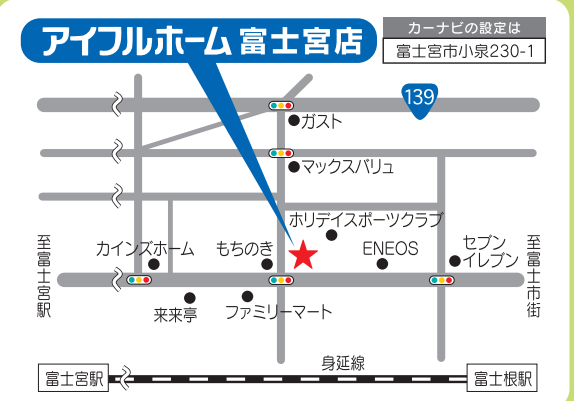 アイフルホーム 富士宮店
カーナビの設定は
富士宮市小泉230-1
139
ガスト
マックスバリュ
ホリデイスポーツクラブ
カインズホーム
もちのき
ENEOS
セブン
イレブン
至富士宮駅
至富士市街
来来亭
ファミリーマート
身延線
富士宮駅
富士根駅